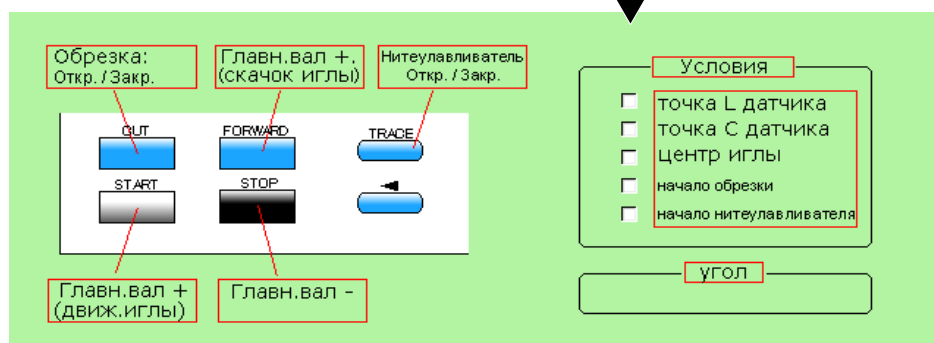 Обрезка:
Откр. / Закр.
Главн.вал +.
(скачок иглы)
Нитеулавливатель
Откр. / Закр.
CUT
FORWARD
TRACE
START
STOP
Главн.вал +
(движ.иглы)
Главн.вал -
Условия
точка L датчика
точка C датчика
центр иглы
начало обрезки
начало нитеулавливателя
угол